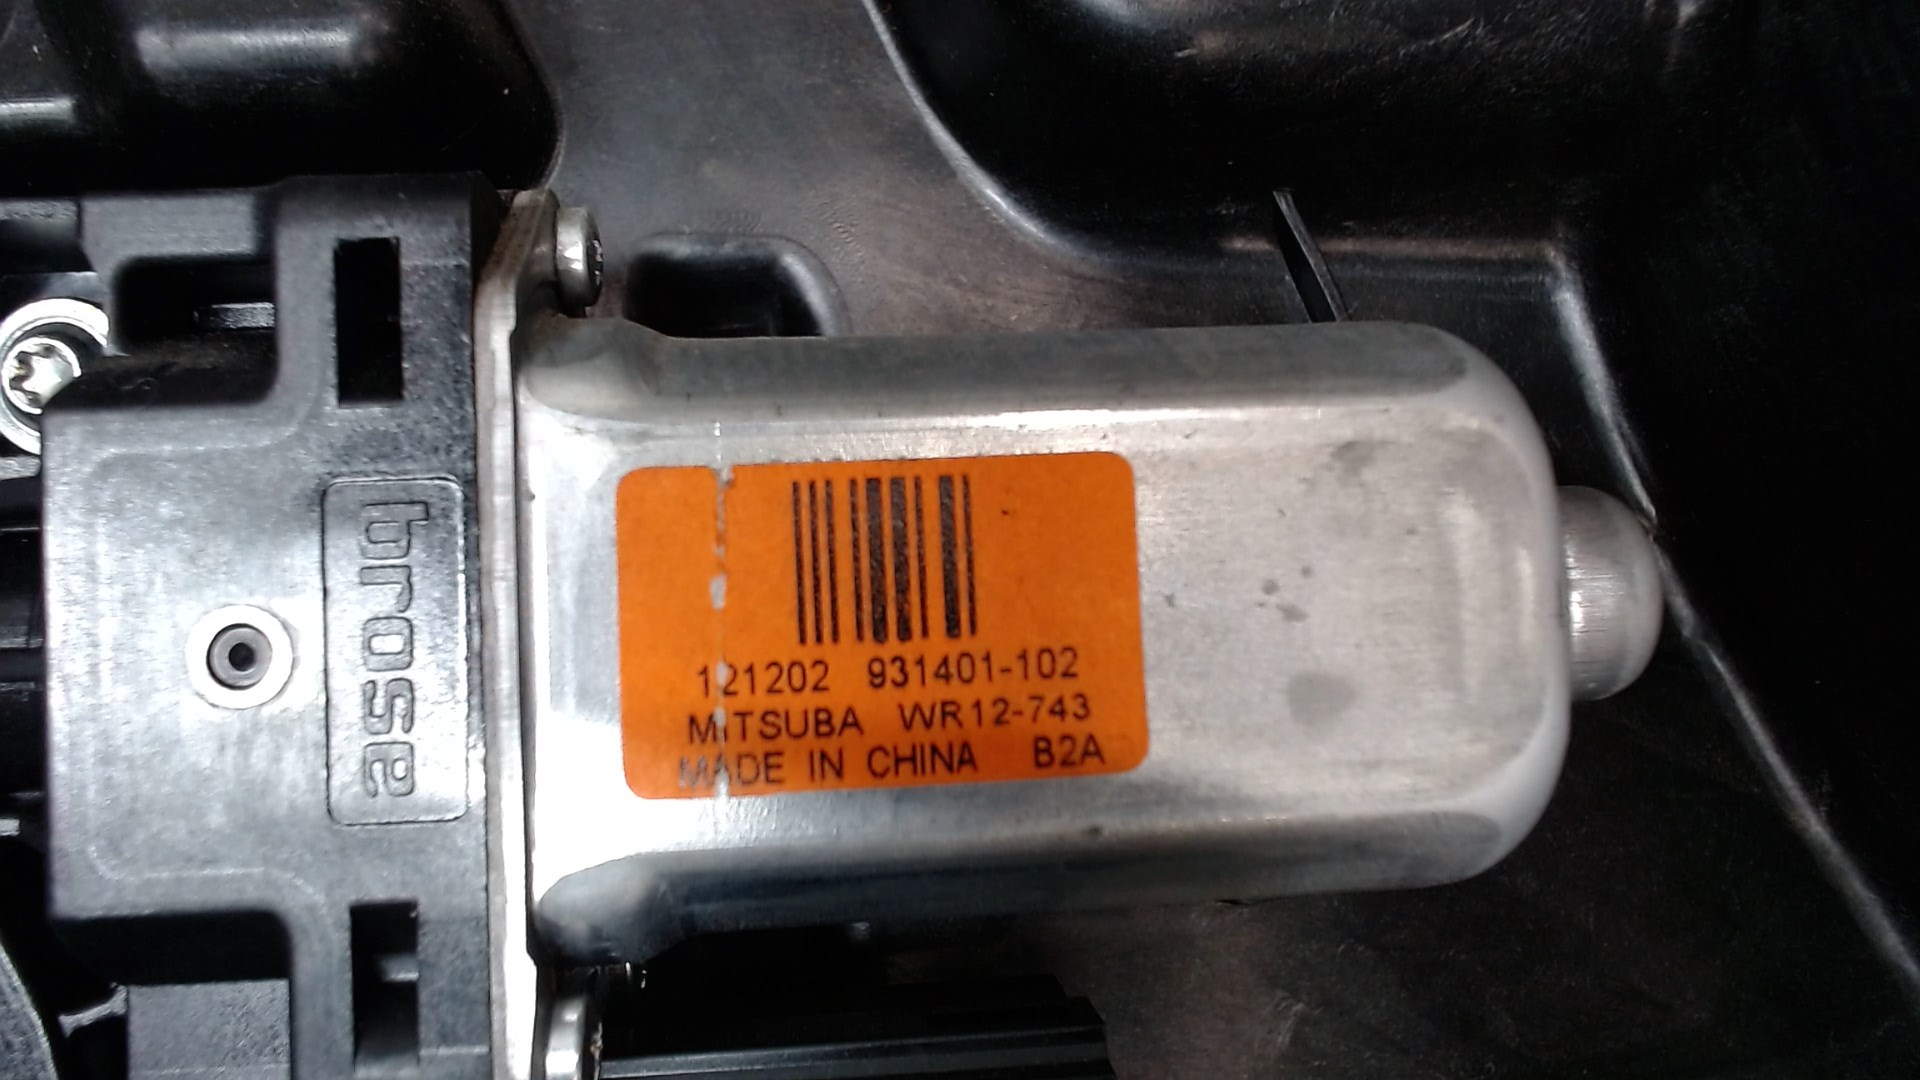 brose
121202 931401-102
MITSUBA WR12-743
MADE IN CHINA B2A